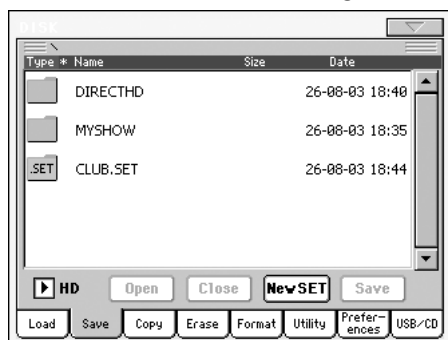 DISK
Type * Name Size Date
DIRECTHD 26-08-03 18:40
MYSHOW 26-08-03 18:35
.SET CLUB.SET 26-08-03 18:44
HD Open Close New SET Save
Load Save Copy Erase Format Utility Prefer-ences USB/CD